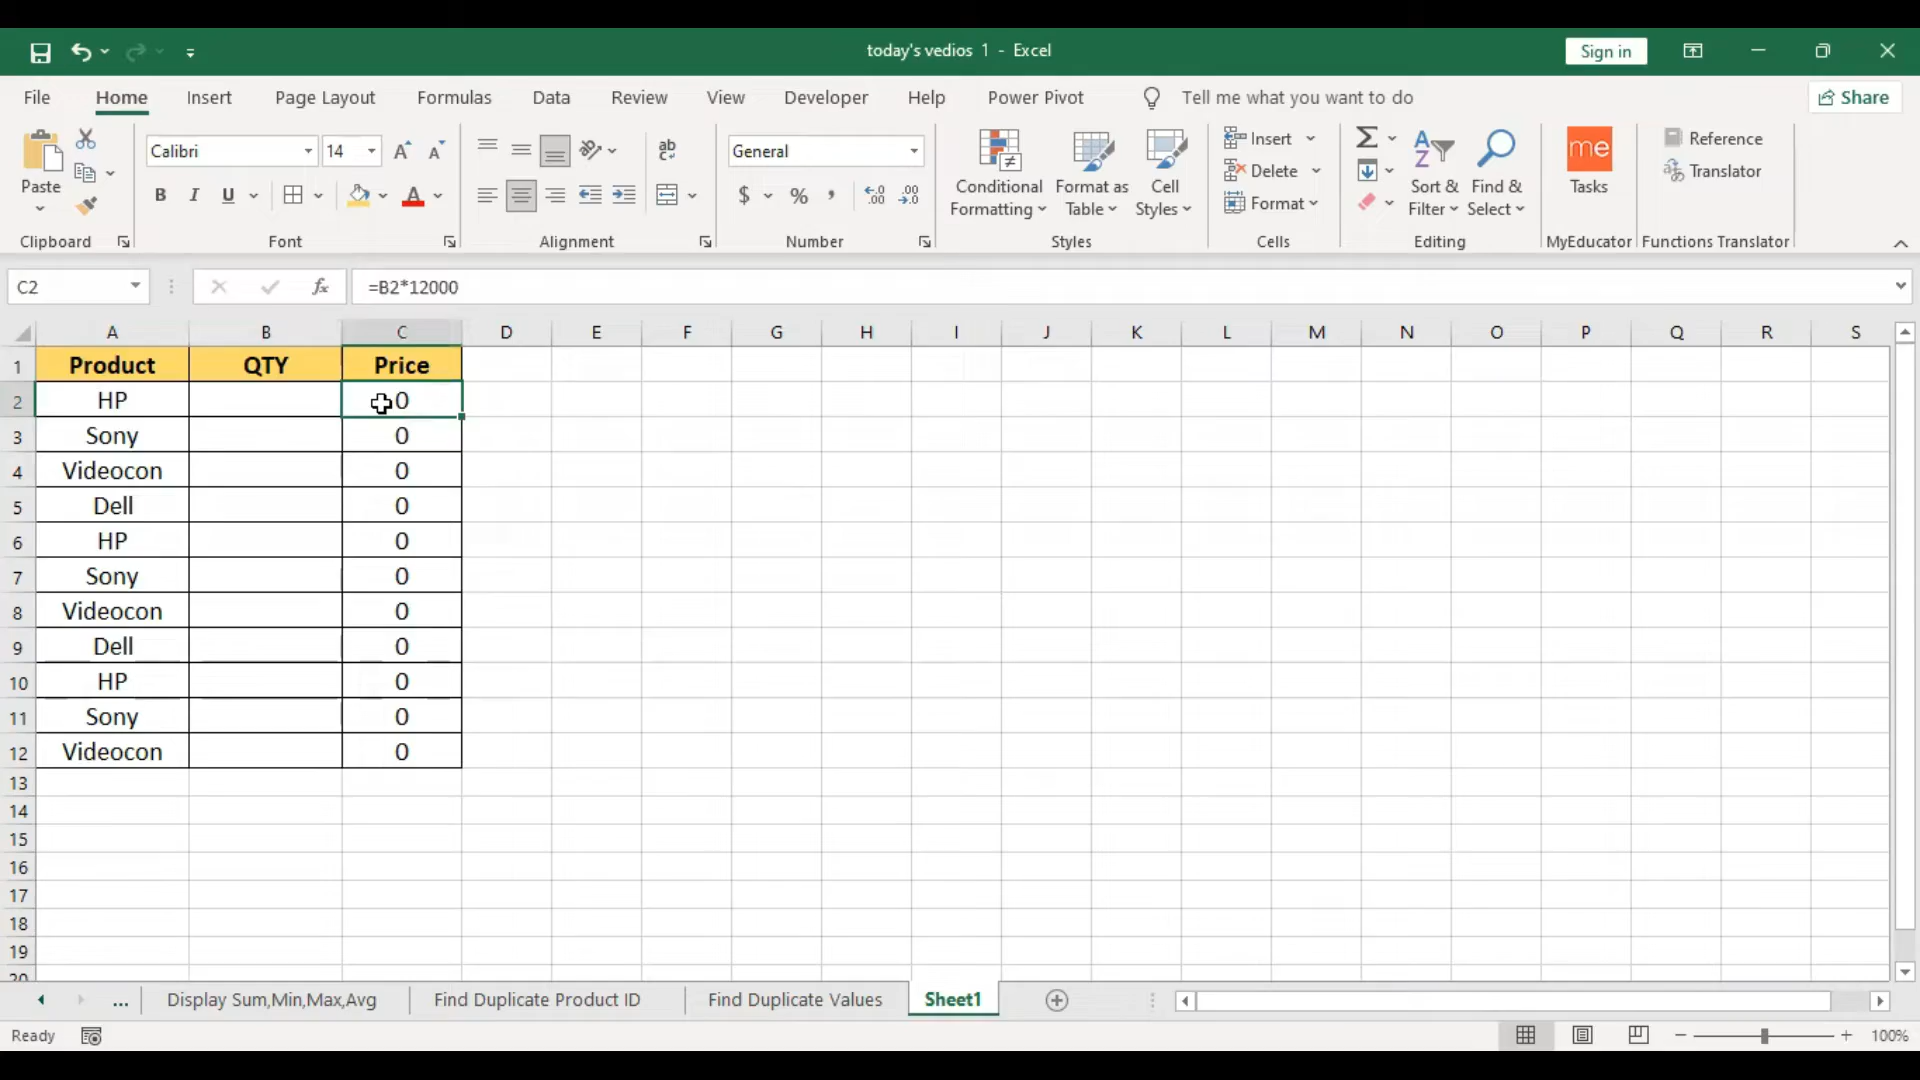 today's vedios 1 - Excel
Sign in
File Home Insert Page Layout Formulas Data Review View Developer Help Power Pivot Tell me what you want to do Share
Paste
Calibri 14
B I U A
ab
General
$ % ,
Conditional Formatting
Format as Table
Cell Styles
Insert
Delete
Format
Sort & Filter
Find & Select
me
Tasks
Reference
Translator
Clipboard Font Alignment Number Styles Cells Editing MyEducator Functions Translator
C2 fx =B2*12000
A B C D E F G H I J K L M N O P Q R S
1 Product QTY Price
2 HP 0
3 Sony 0
4 Videocon 0
5 Dell 0
6 HP 0
7 Sony 0
8 Videocon 0
9 Dell 0
10 HP 0
11 Sony 0
12 Videocon 0
13
14
15
16
17
18
19
20
... Display Sum,Min,Max,Avg Find Duplicate Product ID Find Duplicate Values Sheet1
Ready 100%